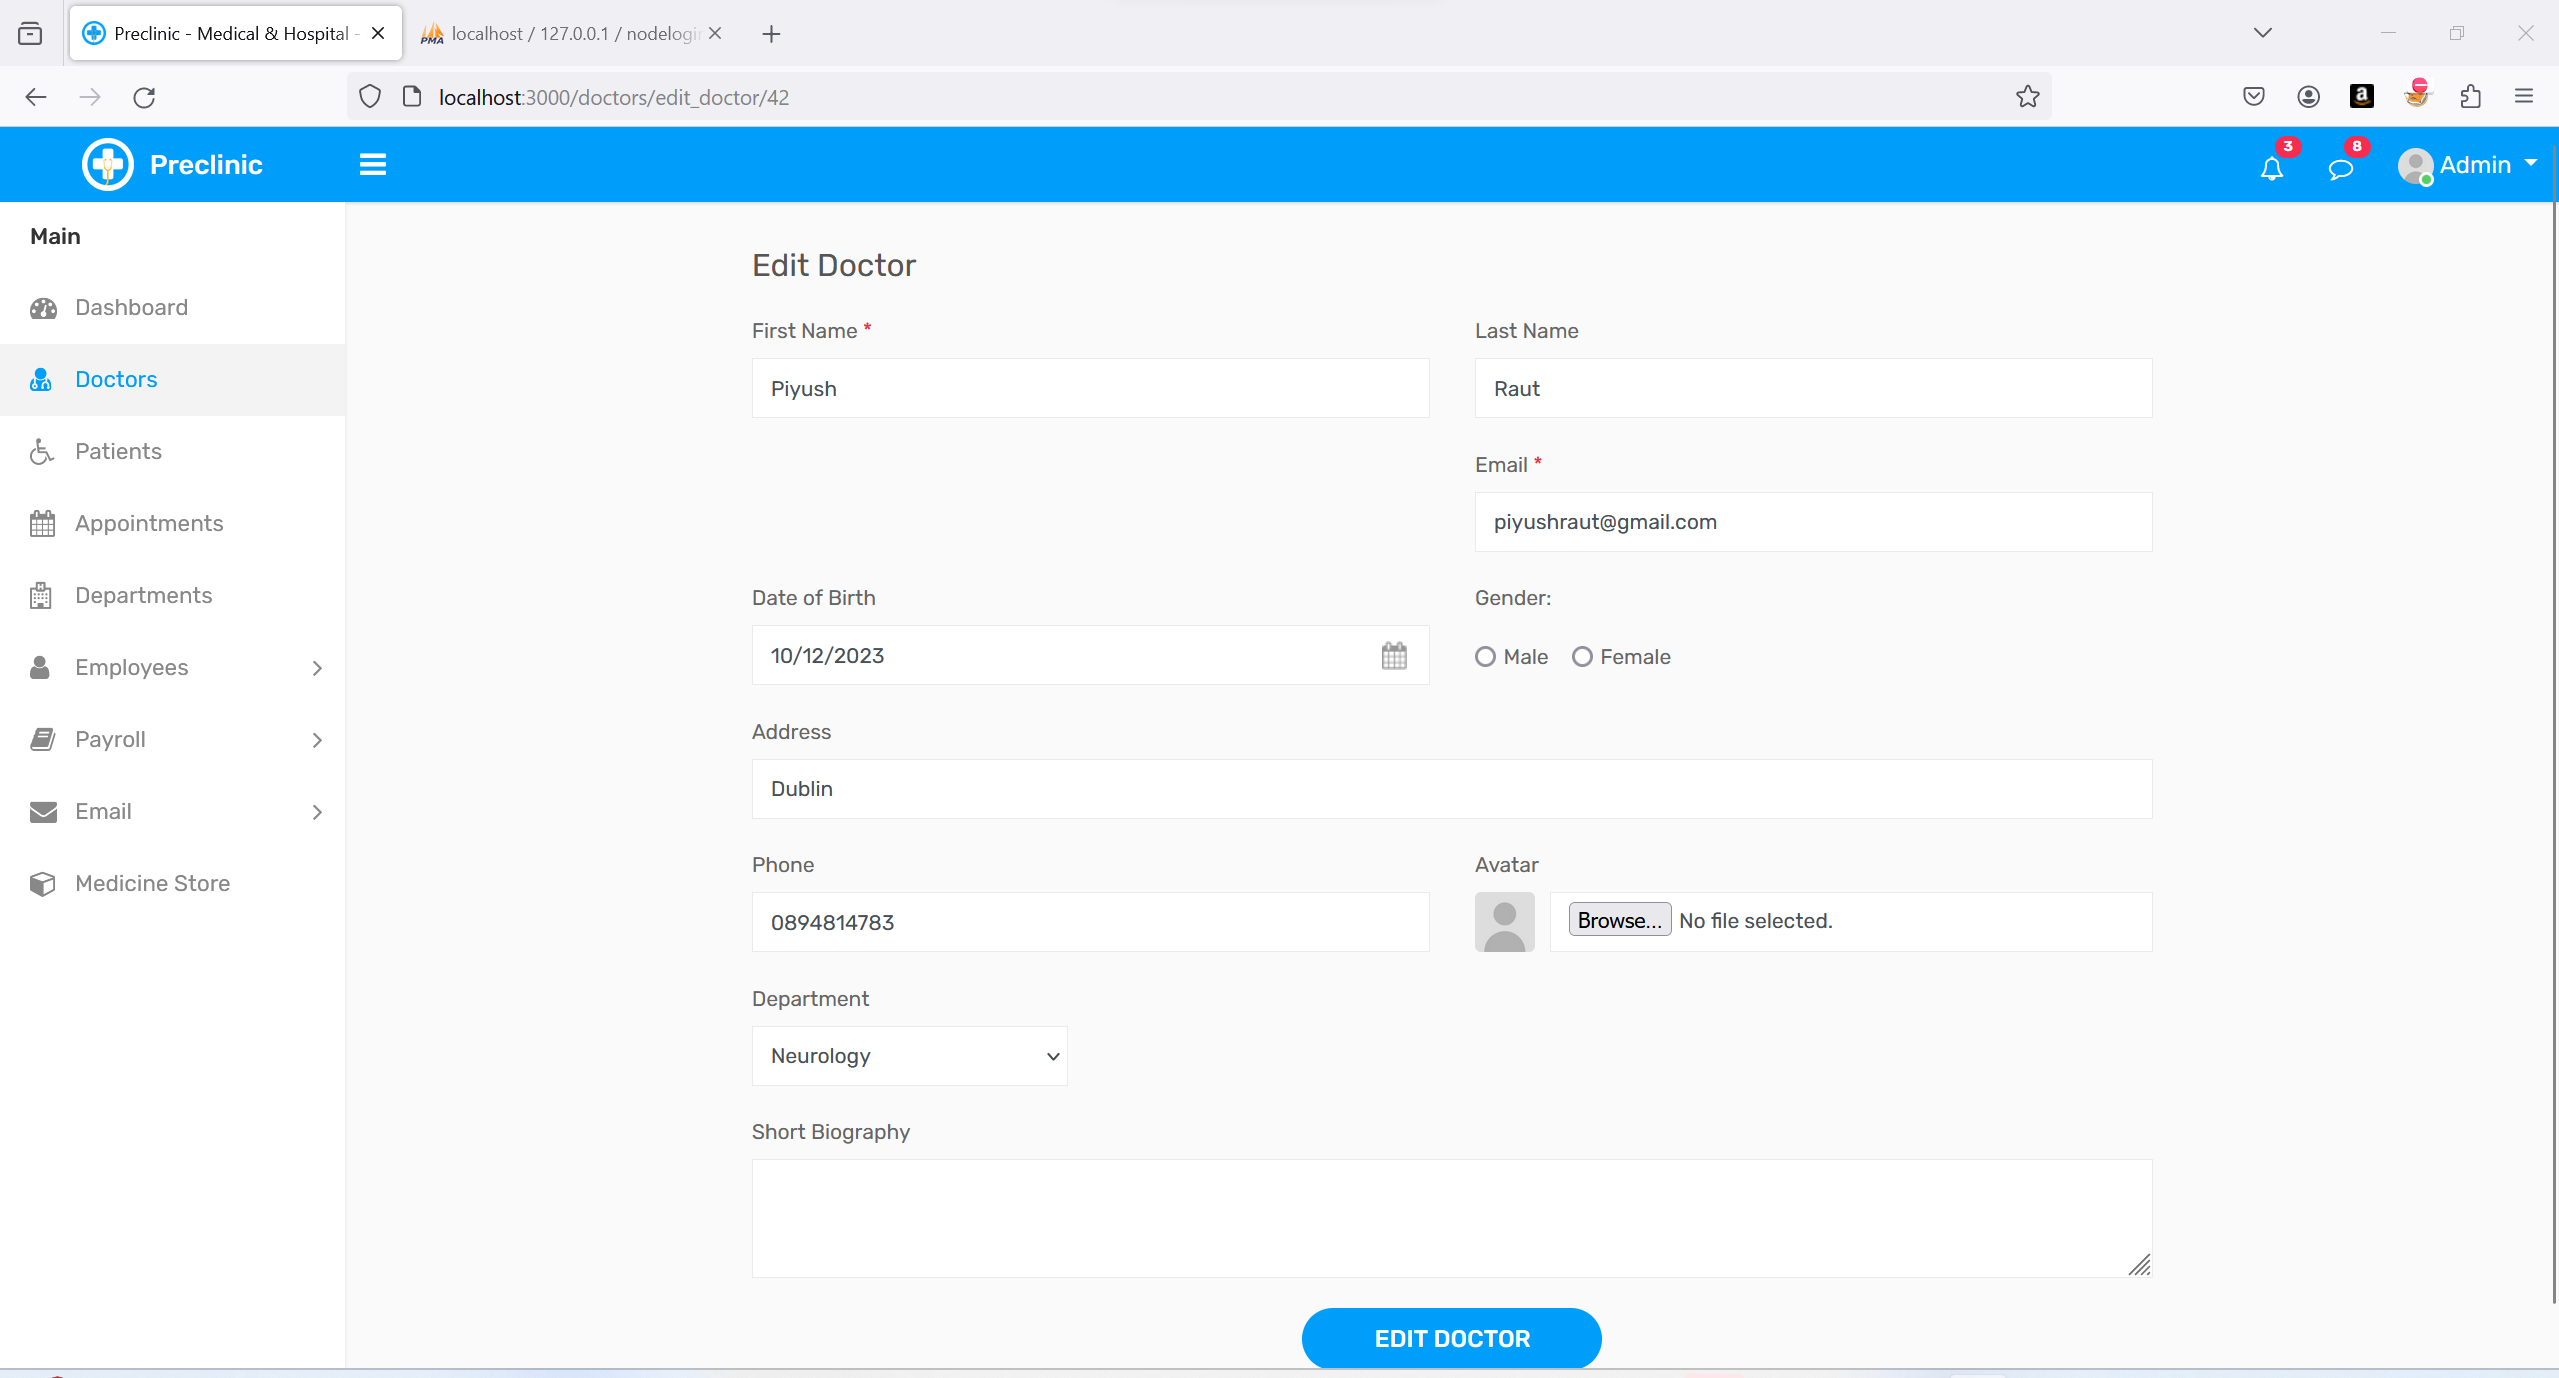 Preclinic - Medical & Hospital -
localhost / 127.0.0.1 / nodelogi
localhost:3000/doctors/edit_doctor/42
Preclinic
3
8
Admin
Main
Dashboard
Doctors
Patients
Appointments
Departments
Employees
Payroll
Email
Medicine Store
Edit Doctor
First Name *
Last Name
Piyush
Raut
Email *
piyushraut@gmail.com
Date of Birth
Gender:
10/12/2023
Male
Female
Address
Dublin
Phone
Avatar
0894814783
Browse...
No file selected.
Department
Neurology
Short Biography
EDIT DOCTOR